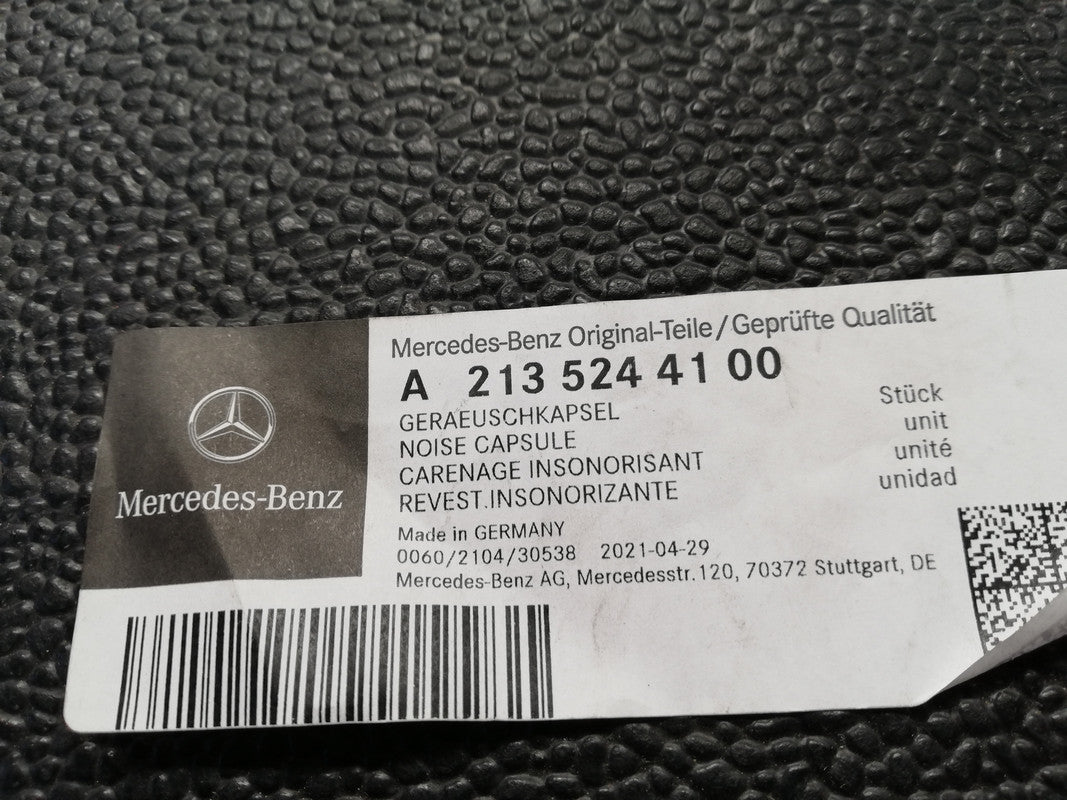 Mercedes-Benz Original-Teile/Geprüfte Qualität
A 213 524 41 00
GERAEUSCHKAPSEL Stück
NOISE CAPSULE unit
CARENAGE INSONORISANT unité
REVEST.INSONORIZANTE unidad
Made in GERMANY
0060/2104/30538 2021-04-29
Mercedes-Benz AG, Mercedesstr.120, 70372 Stuttgart, DE
Mercedes-Benz